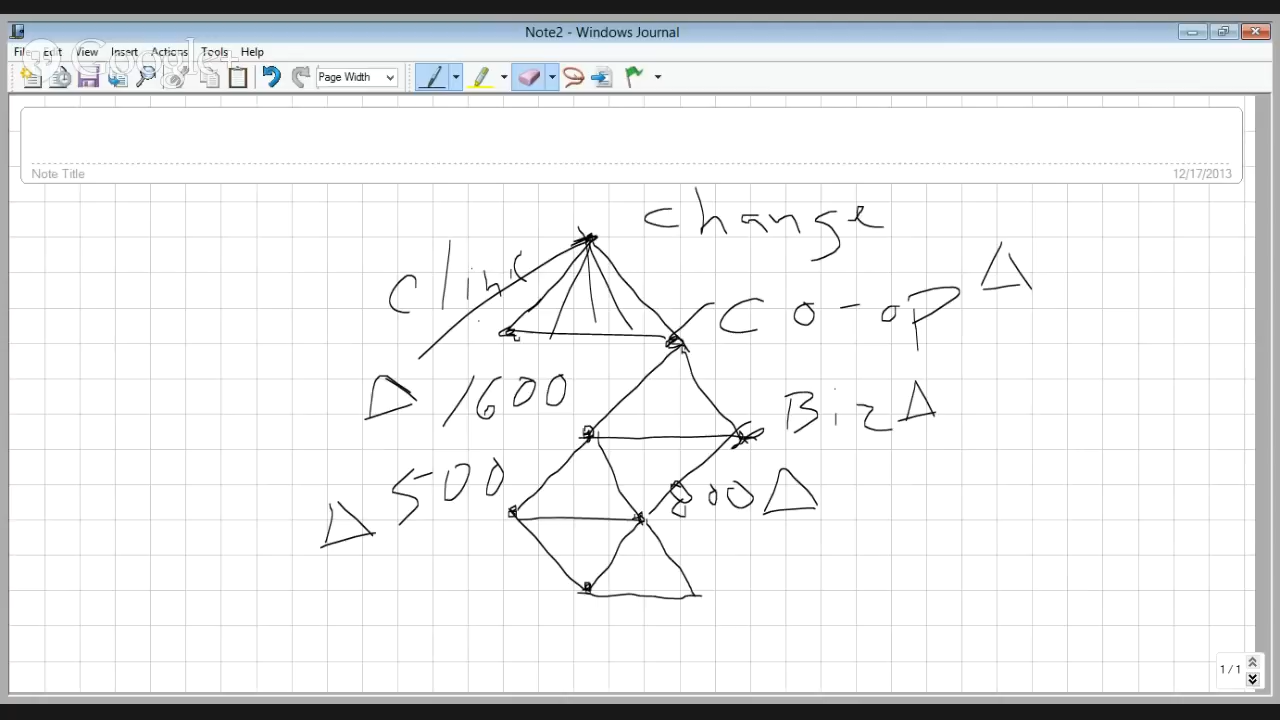 Note2 - Windows Journal
File Edit View Insert Actions Tools Help
Google+
Page Width
Note Title
12/17/2013
Change
Clinic
Co-op Δ
Δ 1600
Biz Δ
Δ 500
800 Δ
1/1